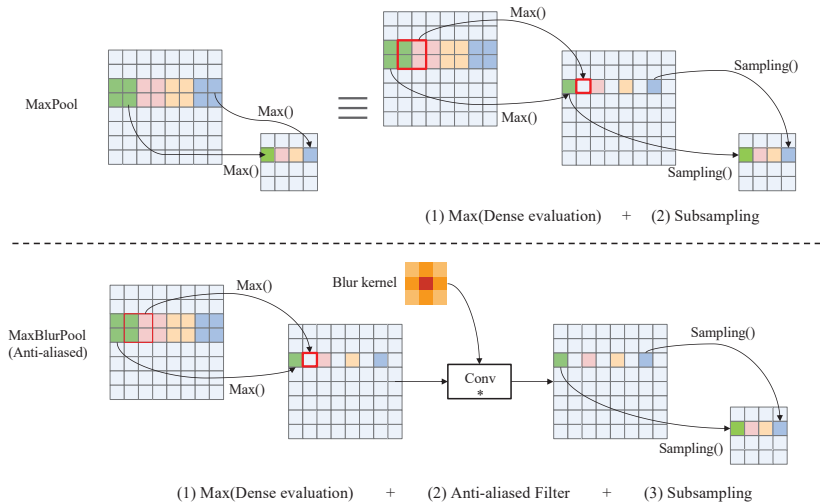 Max()
MaxPool
Max()
Max()
Max()
Sampling()
Sampling()
(1) Max(Dense evaluation) + (2) Subsampling
Blur kernel
Max()
MaxBlurPool
(Anti-aliased)
Max()
Conv
*
Sampling()
Sampling()
(1) Max(Dense evaluation) + (2) Anti-aliased Filter + (3) Subsampling